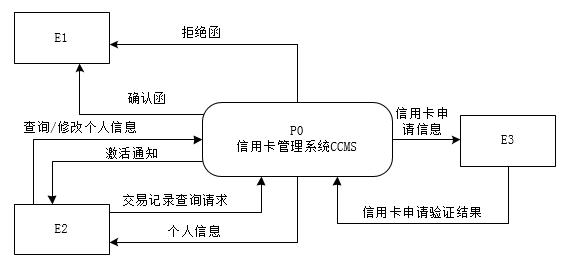 拒绝函
E1
确认函
查询/修改个人信息
P0
信用卡管理系统CCMS
信用卡申
请信息
E3
激活通知
交易记录查询请求
信用卡申请验证结果
E2
个人信息